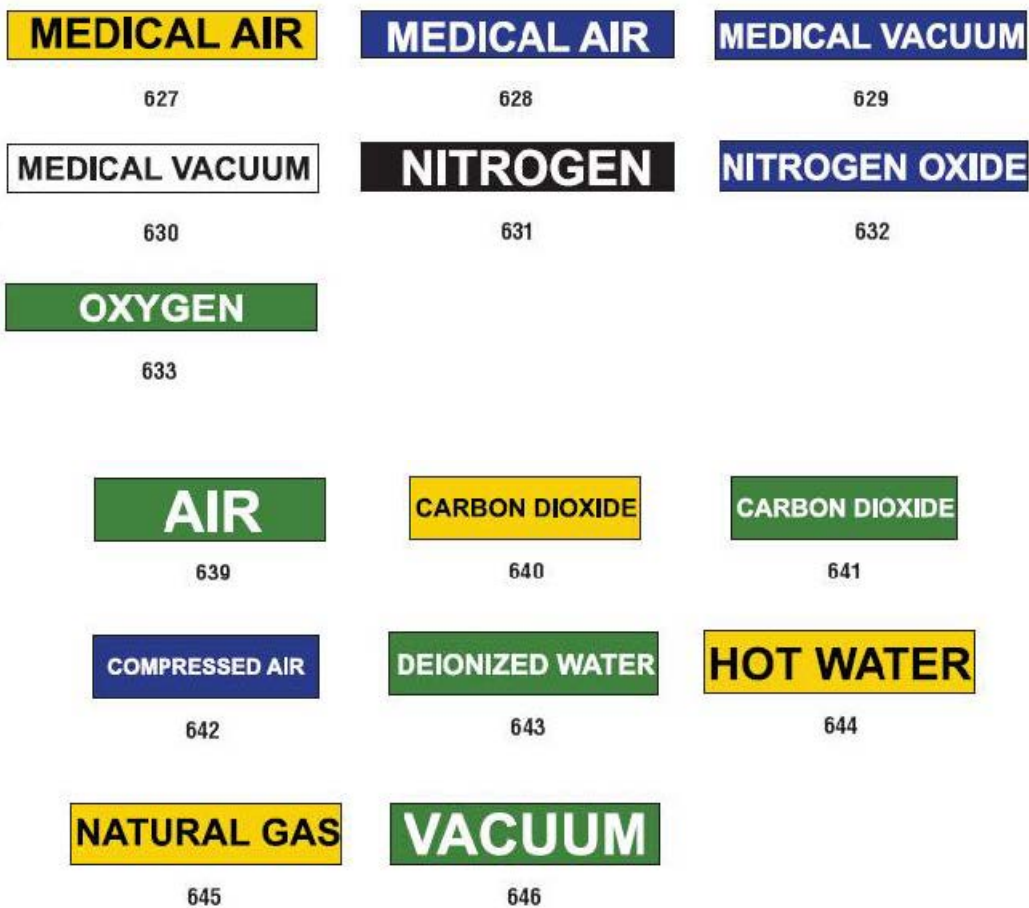 MEDICAL AIR
MEDICAL AIR
MEDICAL VACUUM
627
628
629
MEDICAL VACUUM
NITROGEN
NITROGEN OXIDE
630
631
632
OXYGEN
633
AIR
CARBON DIOXIDE
CARBON DIOXIDE
639
640
641
COMPRESSED AIR
DEIONIZED WATER
HOT WATER
642
643
644
NATURAL GAS
VACUUM
645
646